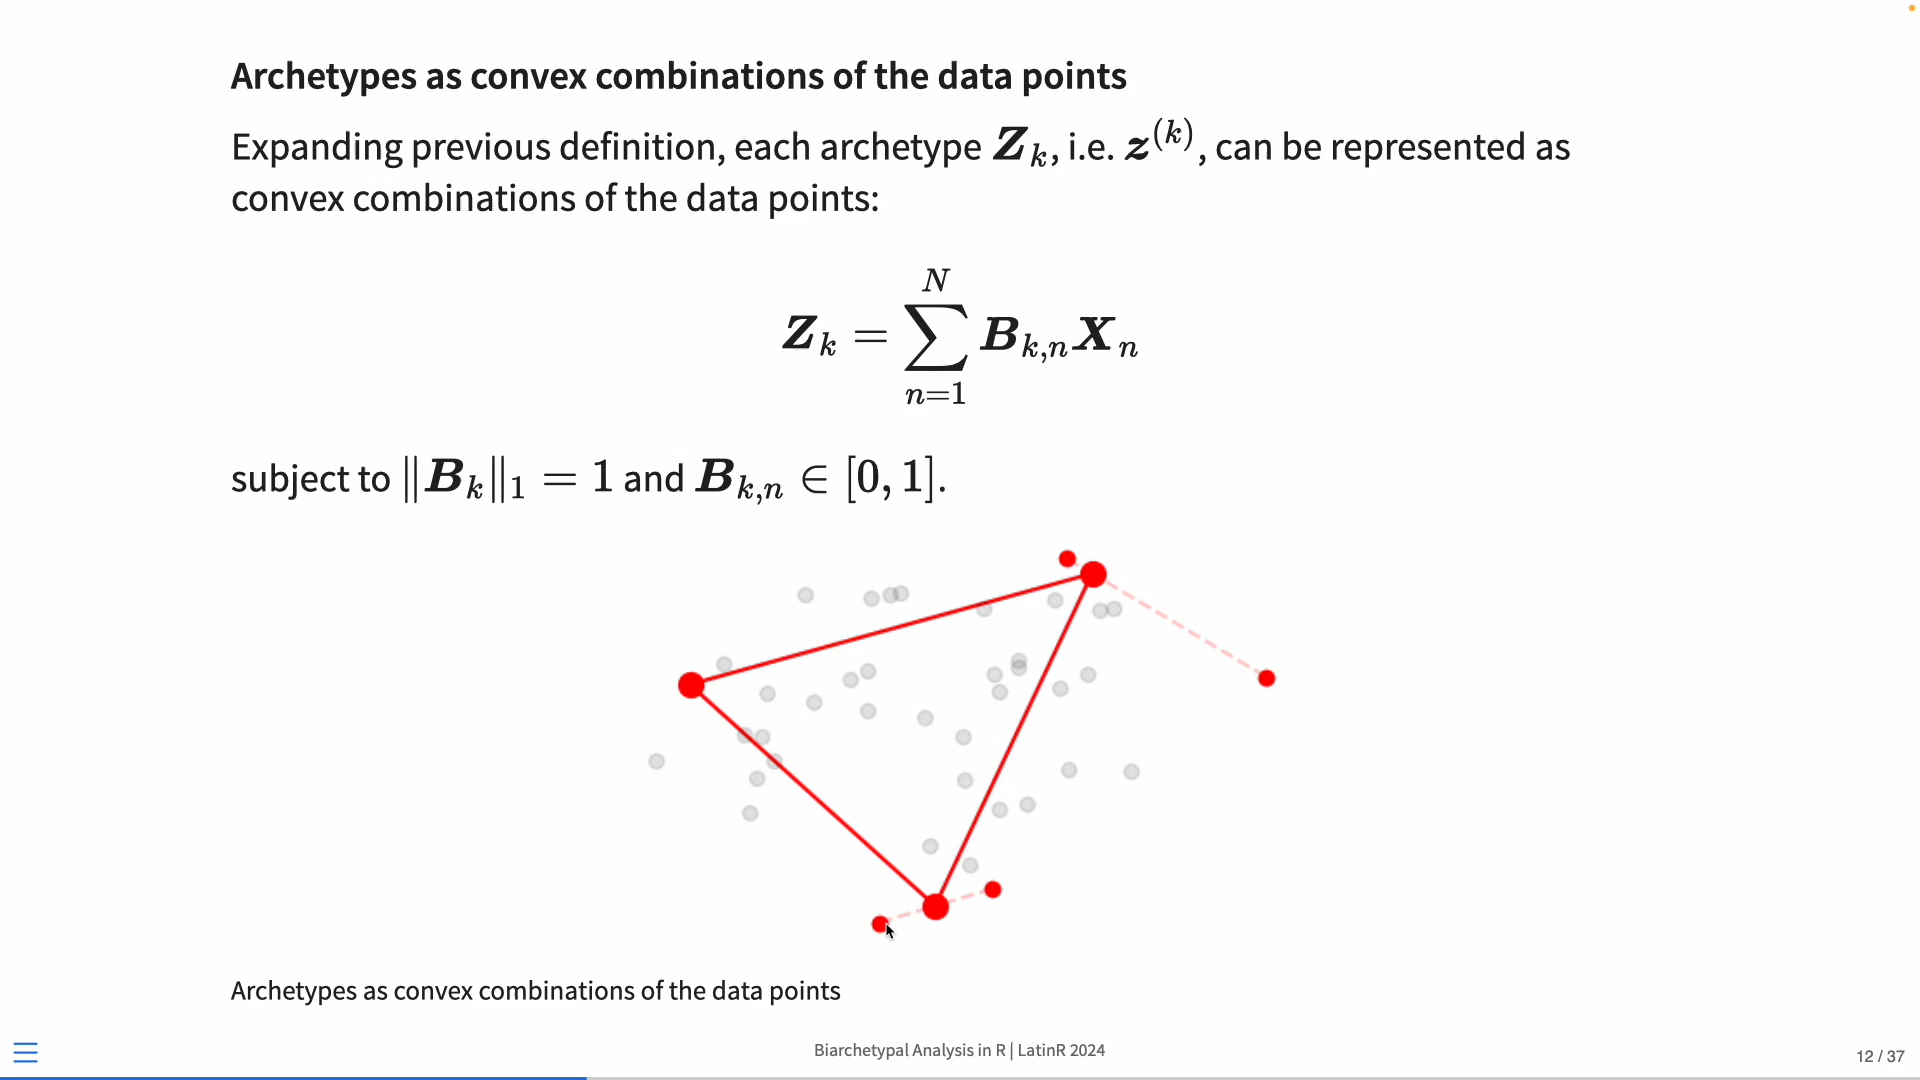 Archetypes as convex combinations of the data points
Expanding previous definition, each archetype 𝒁ₖ, i.e. 𝒛⁽ᵏ⁾, can be represented as
convex combinations of the data points:
𝒁_k = ∑_{n=1}^{N} 𝑩_{k,n} 𝑿_n
subject to ‖𝑩_k‖_1 = 1 and 𝑩_{k,n} ∈ [0, 1].
Archetypes as convex combinations of the data points
Biarchetypal Analysis in R | LatinR 2024
12 / 37